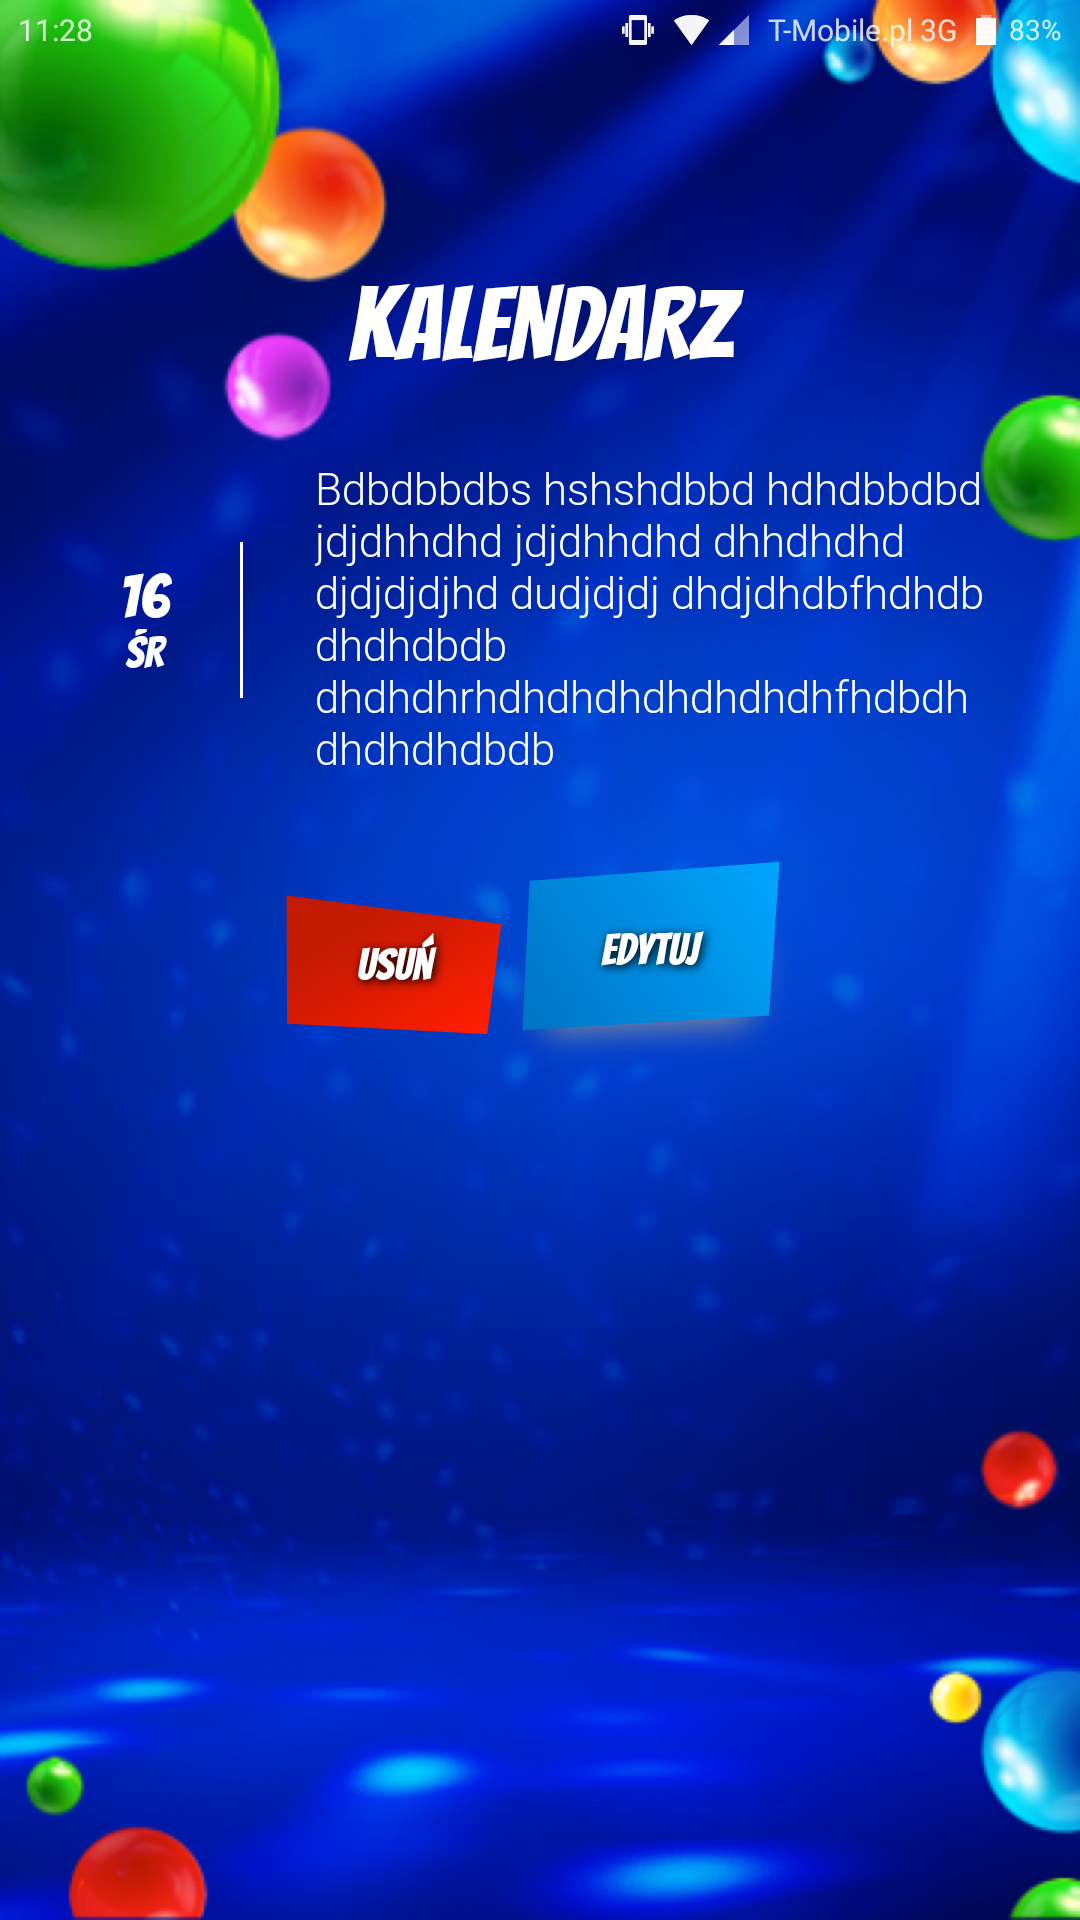 11:28 T-Mobile.pl 3G 83%
KALENDARZ
Bdbdbbdbs hshshdbbd hdhdbbdbd
jdjdhhdhd jdjdhhdhd dhhdhdhd
djdjdjdjhd dudjdjdj dhdjdhdbfhdhdb
dhdhdbdb
dhdhdhrhdhdhdhdhdhdhdhfhdbdh
dhdhdhdbdb
16
ŚR
USUŃ
EDYTUJ